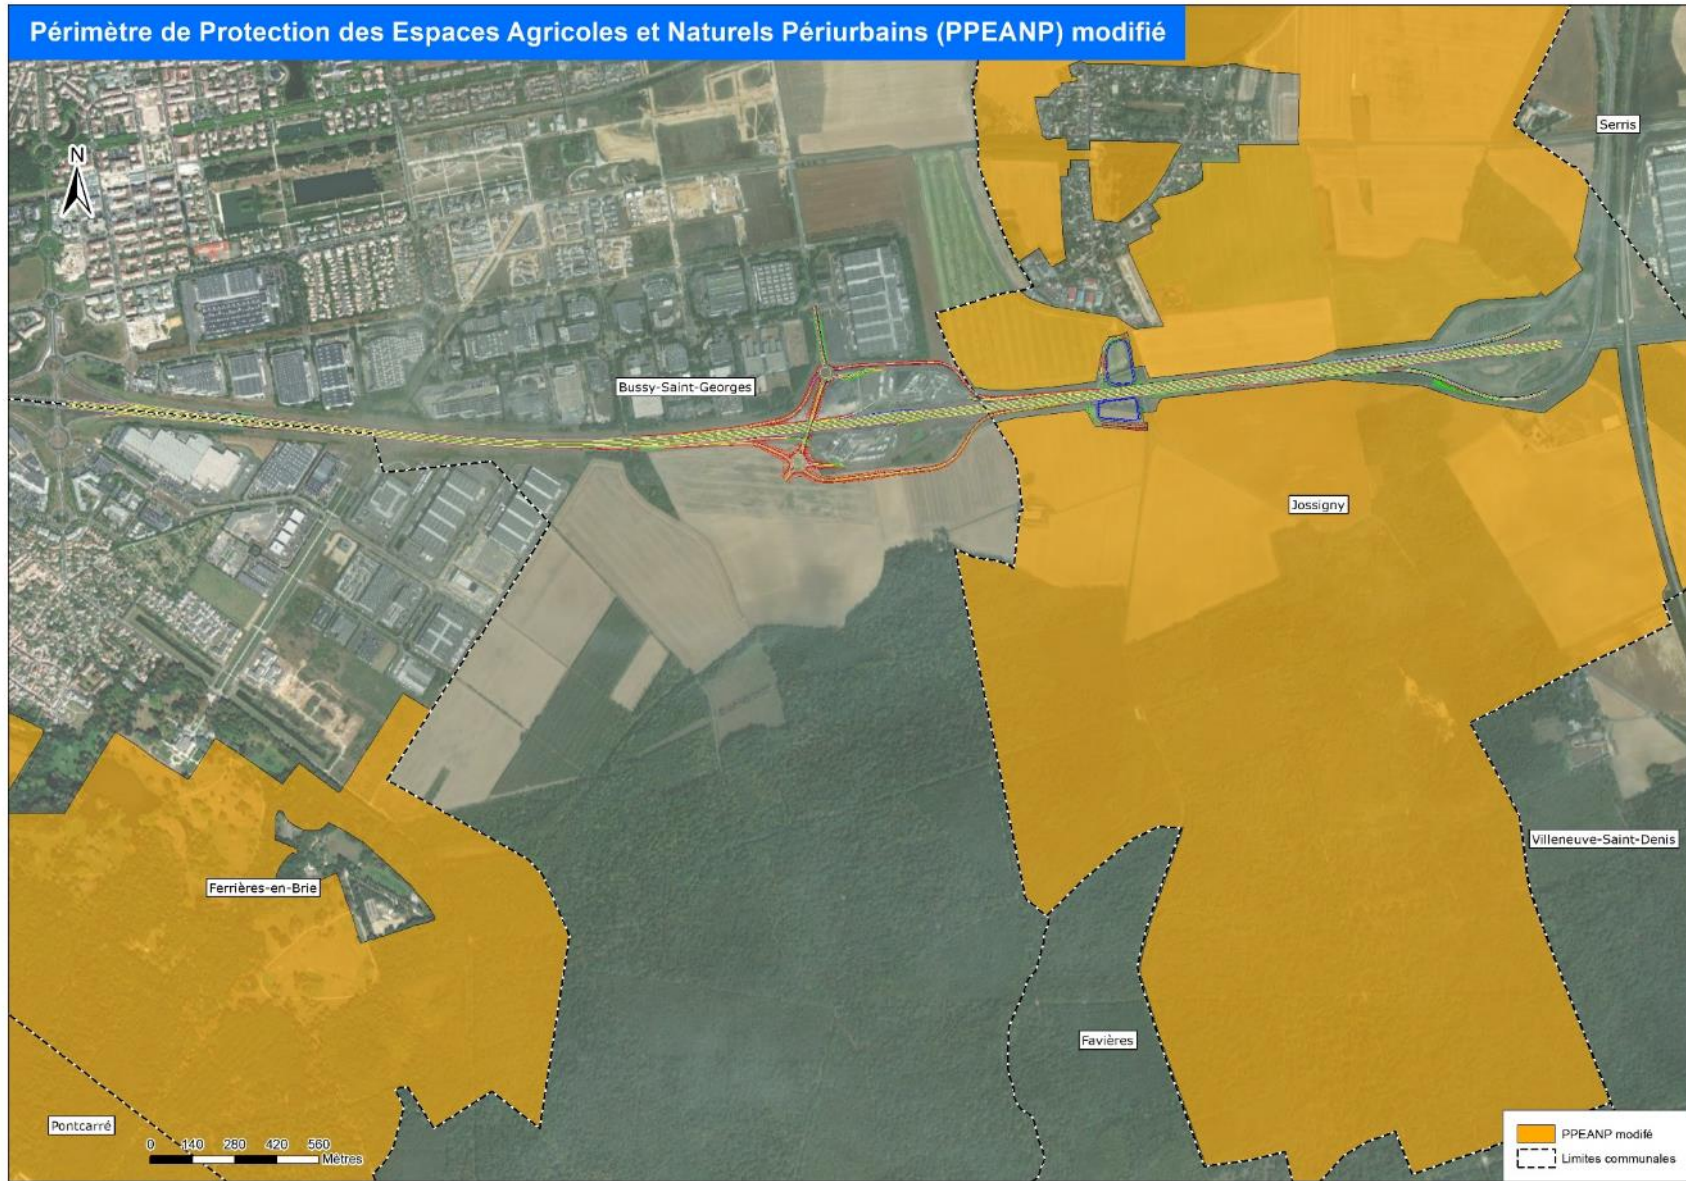 Périmètre de Protection des Espaces Agricoles et Naturels Périurbains (PPEANP) modifié
N
Serris
Bussy-Saint-Georges
Jossigny
Villeneuve-Saint-Denis
Ferrières-en-Brie
Favières
Pontcarré
0 140 280 420 560
Mètres
PPEANP modifé
Limites communales